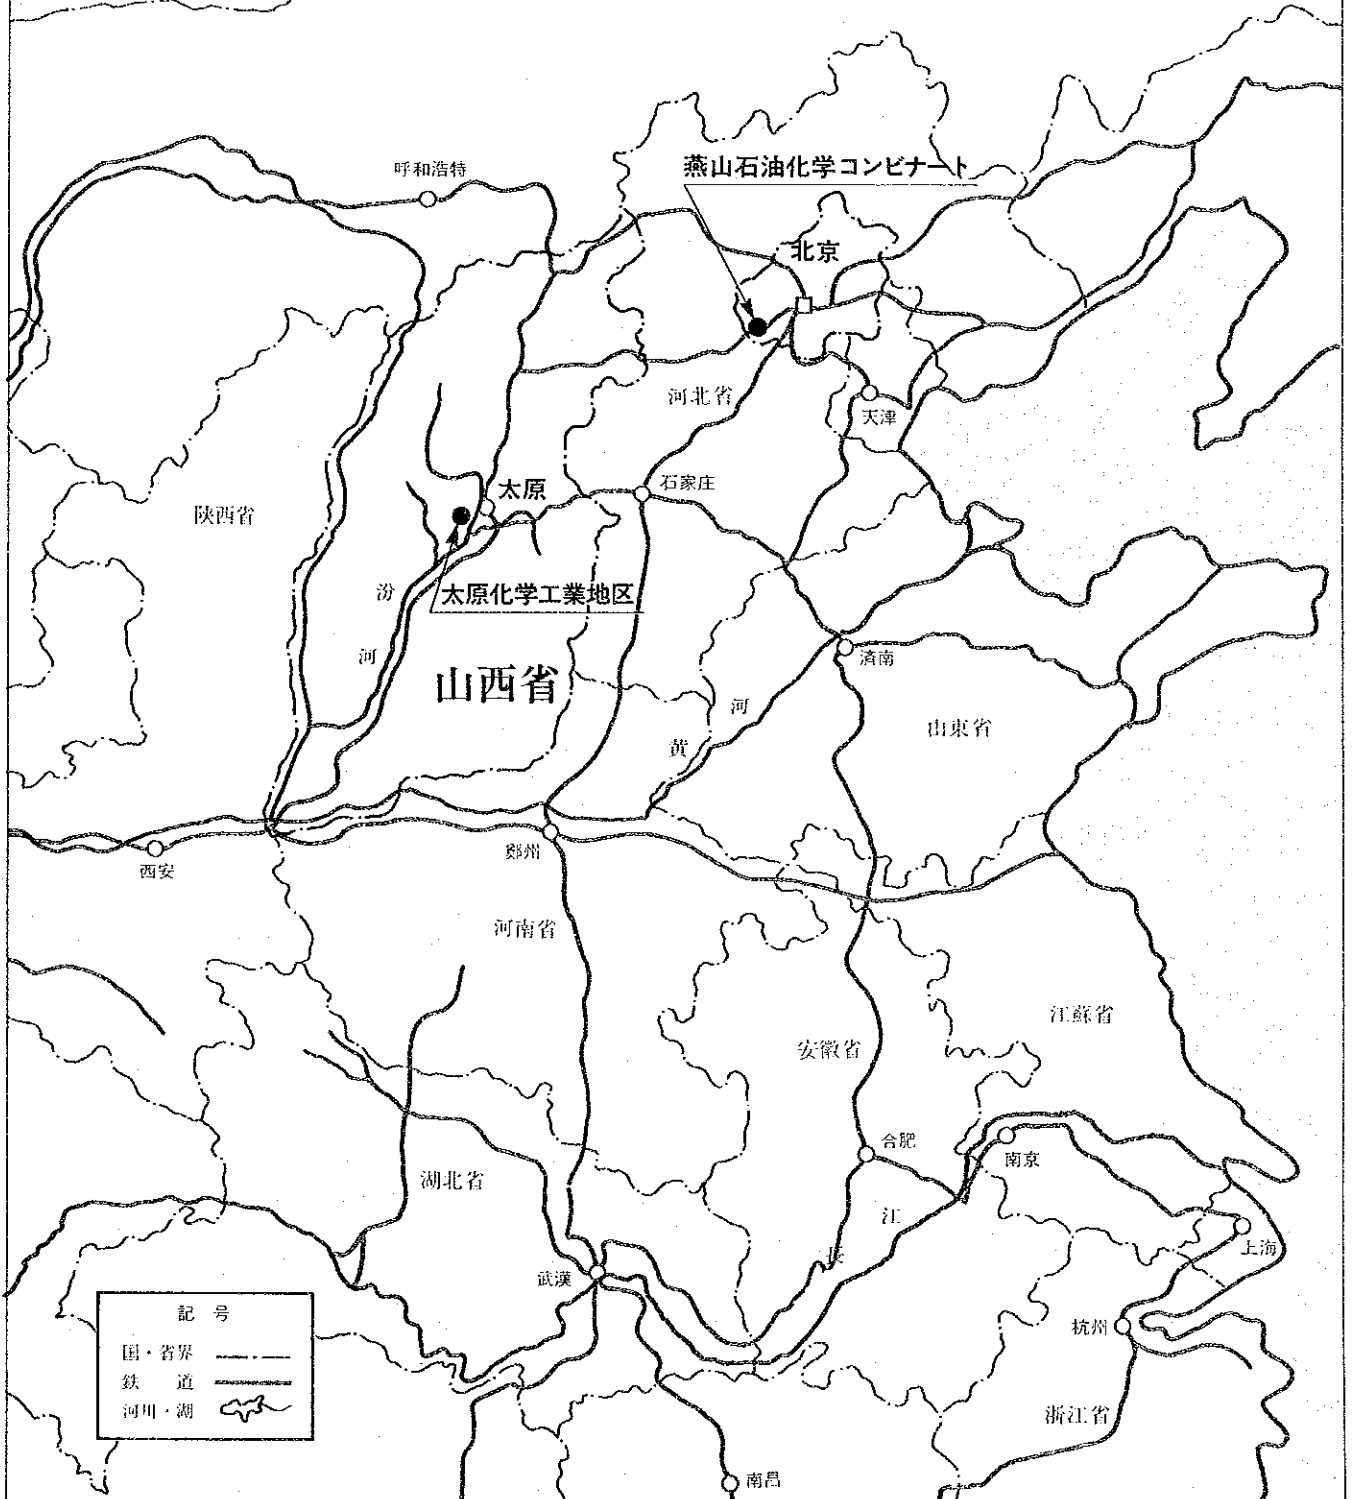 呼和浩特
燕山石油化学コンビナート
北京
河北省
天津
陝西省
太原
石家庄
汾
河
太原化学工業地区
山西省
済南
河
黄
山東省
西安
鄭州
河南省
江蘇省
安徽省
合肥
南京
湖北省
江
長
上海
武漢
杭州
浙江省
南昌
記号
国・省界
鉄道
河川・湖